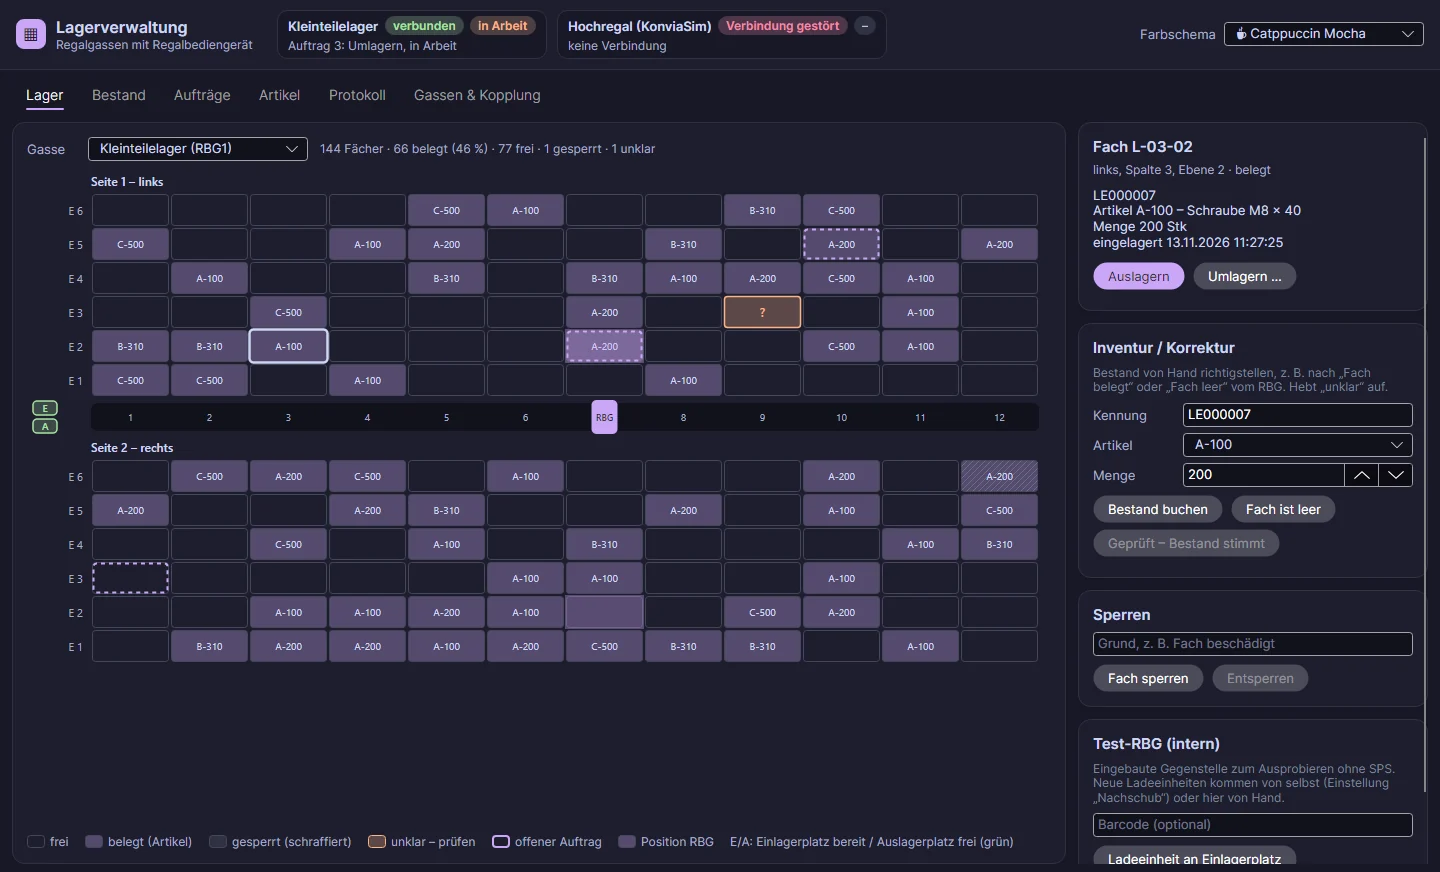 Lagerverwaltung
Regalgassen mit Regalbediengerät
Kleinteilelager verbunden in Arbeit
Auftrag 3: Umlagern, in Arbeit
Hochregal (KonviaSim) Verbindung gestört –
keine Verbindung
Farbschema Catppuccin Mocha
Lager Bestand Aufträge Artikel Protokoll Gassen & Kopplung
Gasse Kleinteilelager (RBG1) 144 Fächer · 66 belegt (46 %) · 77 frei · 1 gesperrt · 1 unklar
Seite 1 – links
E 6 C-500 A-100 B-310 C-500
E 5 C-500 A-100 A-200 B-310 A-200 A-200
E 4 A-100 B-310 B-310 A-100 A-200 C-500 A-100
E 3 C-500 A-200 ? A-100
E 2 B-310 B-310 A-100 A-200 C-500 A-100
E 1 C-500 C-500 A-100 A-100
E
A
1 2 3 4 5 6 RBG 8 9 10 11 12
Seite 2 – rechts
E 6 C-500 A-200 C-500 A-100 A-200 A-200
E 5 A-200 A-200 B-310 A-200 A-100 C-500
E 4 C-500 A-100 B-310 A-100 B-310
E 3 A-100 A-100 A-100
E 2 A-100 A-100 A-200 A-100 C-500 A-200
E 1 B-310 A-200 A-200 A-100 A-200 C-500 B-310 B-310 A-100
frei belegt (Artikel) gesperrt (schraffiert) unklar – prüfen offener Auftrag Position RBG E/A: Einlagerplatz bereit / Auslagerplatz frei (grün)
Fach L-03-02
links, Spalte 3, Ebene 2 · belegt
LE000007
Artikel A-100 – Schraube M8 × 40
Menge 200 Stk
eingelagert 13.11.2026 11:27:25
Auslagern Umlagern ...
Inventur / Korrektur
Bestand von Hand richtigstellen, z. B. nach „Fach
belegt“ oder „Fach leer“ vom RBG. Hebt „unklar“ auf.
Kennung LE000007
Artikel A-100
Menge 200
Bestand buchen Fach ist leer
Geprüft – Bestand stimmt
Sperren
Grund, z. B. Fach beschädigt
Fach sperren Entsperren
Test-RBG (intern)
Eingebaute Gegenstelle zum Ausprobieren ohne SPS.
Neue Ladeeinheiten kommen von selbst (Einstellung
„Nachschub“) oder hier von Hand.
Barcode (optional)
Ladeeinheit an Einlagerplatz